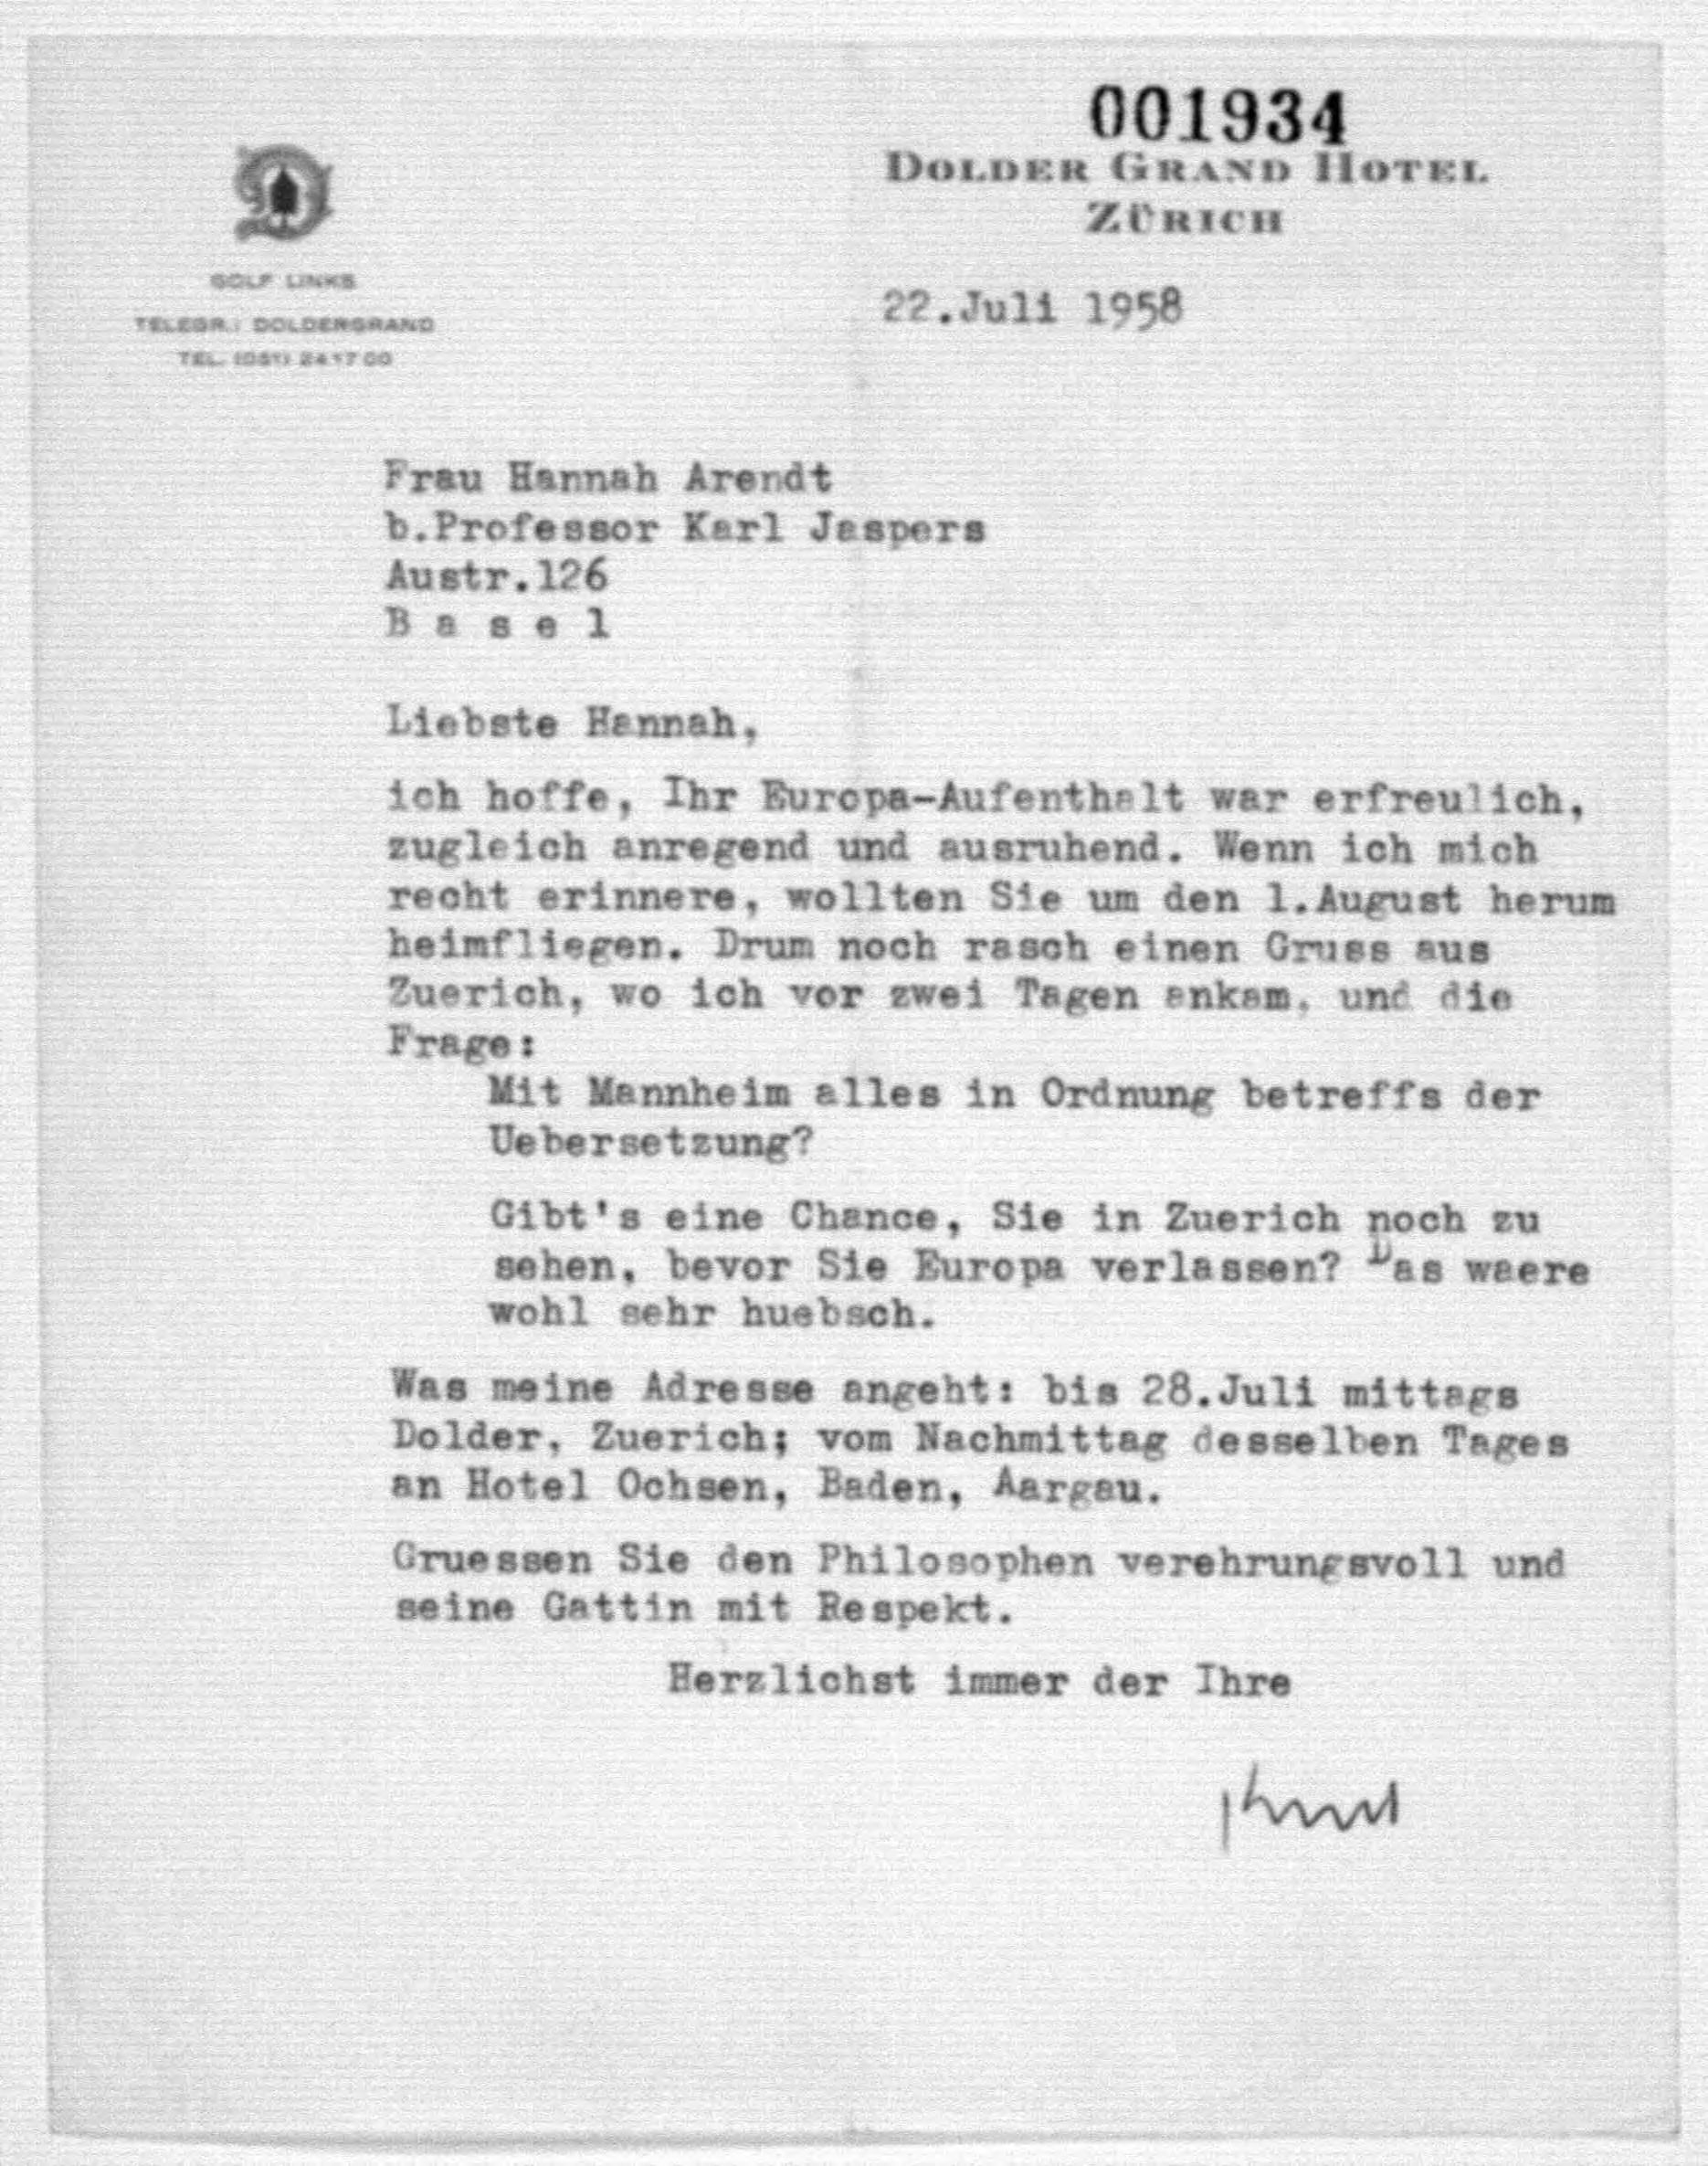 001934
DOLDER GRAND HOTEL
ZÜRICH
GOLF LINKS
TELEGR.: DOLDERGRAND
TEL. (051) 24 17 00
22.Juli 1958
Frau Hannah Arendt
b.Professor Karl Jaspers
Austr.126
B a s e l
Liebste Hannah,
ich hoffe, Ihr Europa-Aufenthalt war erfreulich,
zugleich anregend und ausruhend. Wenn ich mich
recht erinnere, wollten Sie um den 1.August herum
heimfliegen. Drum noch rasch einen Gruss aus
Zuerich, wo ich vor zwei Tagen ankam, und die
Frage:
Mit Mannheim alles in Ordnung betreffs der
Uebersetzung?
Gibt's eine Chance, Sie in Zuerich noch zu
sehen, bevor Sie Europa verlassen? Das waere
wohl sehr huebsch.
Was meine Adresse angeht: bis 28.Juli mittags
Dolder, Zuerich; vom Nachmittag desselben Tages
an Hotel Ochsen, Baden, Aargau.
Gruessen Sie den Philosophen verehrungsvoll und
seine Gattin mit Respekt.
Herzlichst immer der Ihre